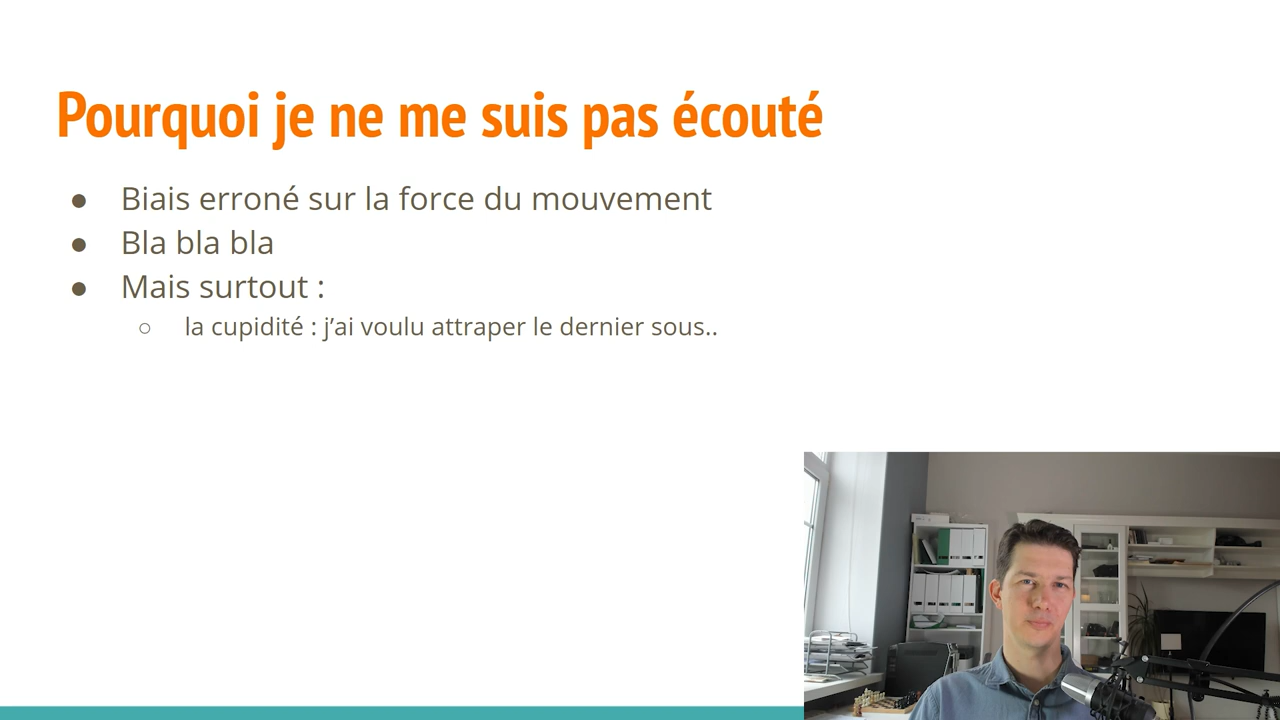 Pourquoi je ne me suis pas écouté
● Biais erroné sur la force du mouvement
● Bla bla bla
● Mais surtout :
○ la cupidité : j’ai voulu attraper le dernier sous..